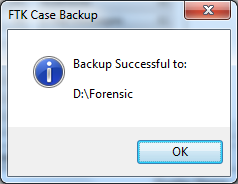 FTK Case Backup
Backup Successful to:
D:\Forensic
OK